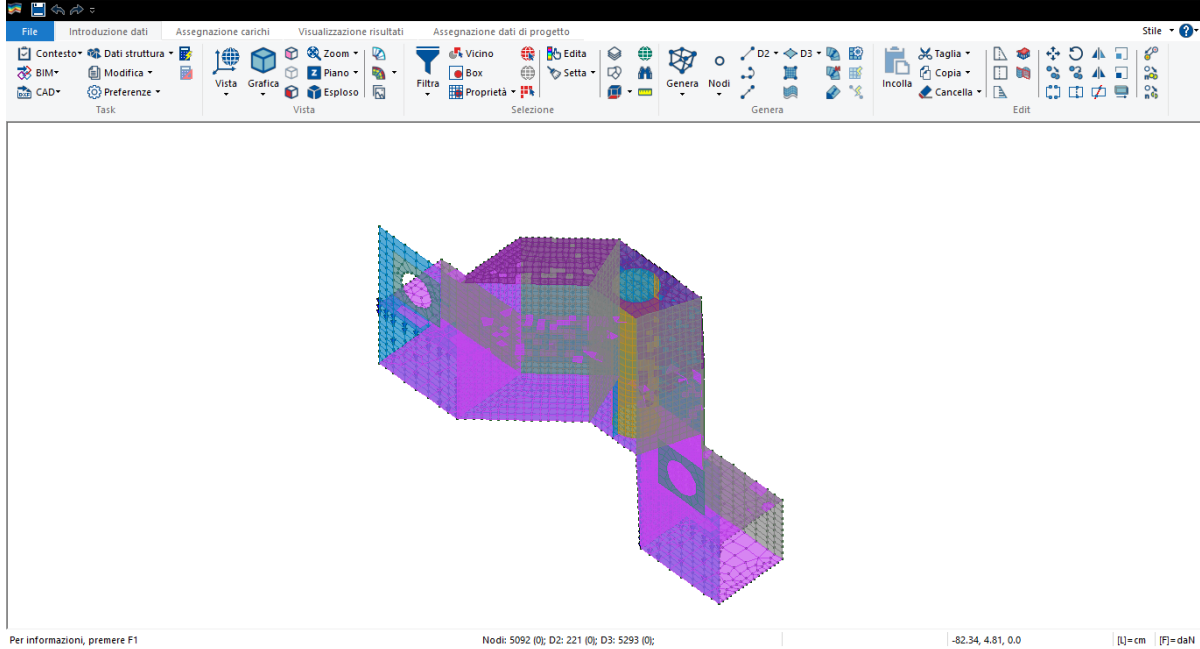 File Introduzione dati Assegnazione carichi Visualizzazione risultati Assegnazione dati di progetto Stile
Contesto Dati struttura Zoom Vicino Edita D2 D3 Taglia
BIM Modifica Piano Box Setta Copia
CAD Preferenze Esploso Proprietà Cancella
Vista Grafica Filtra Genera Nodi Incolla
Task Vista Selezione Genera Edit
Per informazioni, premere F1 Nodi: 5092 (0); D2: 221 (0); D3: 5293 (0); -82.34, 4.81, 0.0 [L]=cm [F]=daN